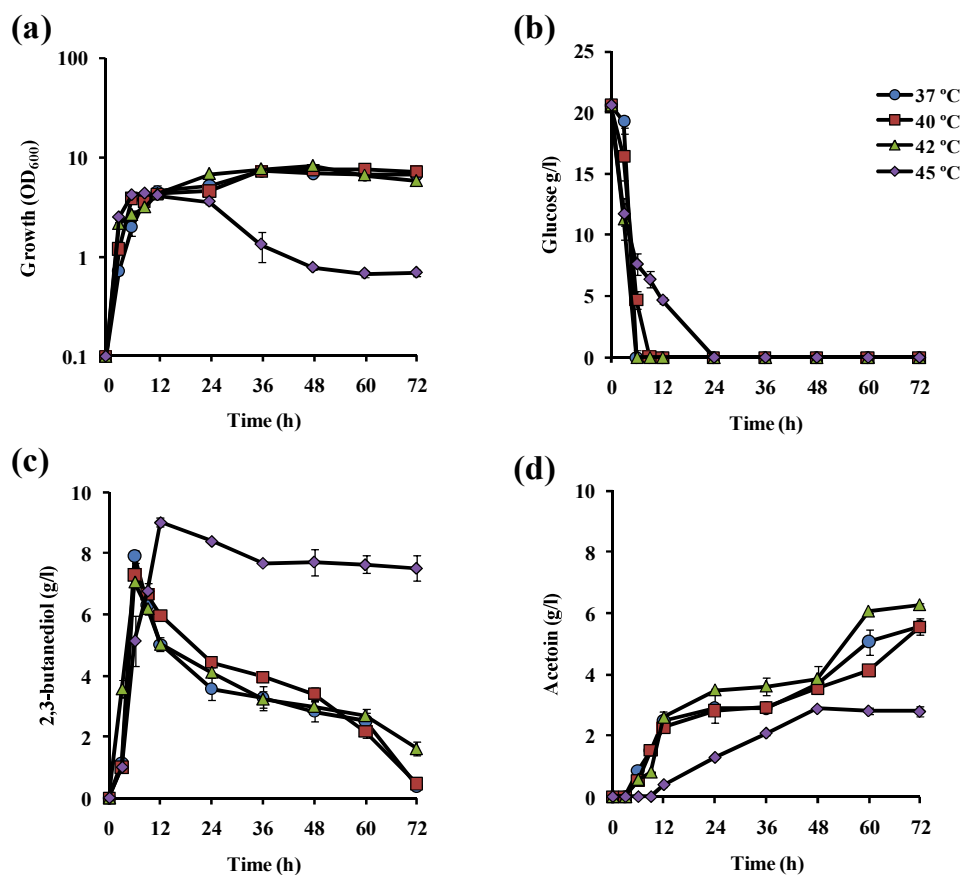 (a)
Growth (OD600)
100
10
1
0.1
0 12 24 36 48 60 72
Time (h)
(b)
Glucose g/l
25
20
15
10
5
0
0 12 24 36 48 60 72
Time (h)
37 ºC
40 ºC
42 ºC
45 ºC
(c)
2,3-butanediol (g/l)
10
8
6
4
2
0
0 12 24 36 48 60 72
Time (h)
(d)
Acetoin (g/l)
10
8
6
4
2
0
0 12 24 36 48 60 72
Time (h)